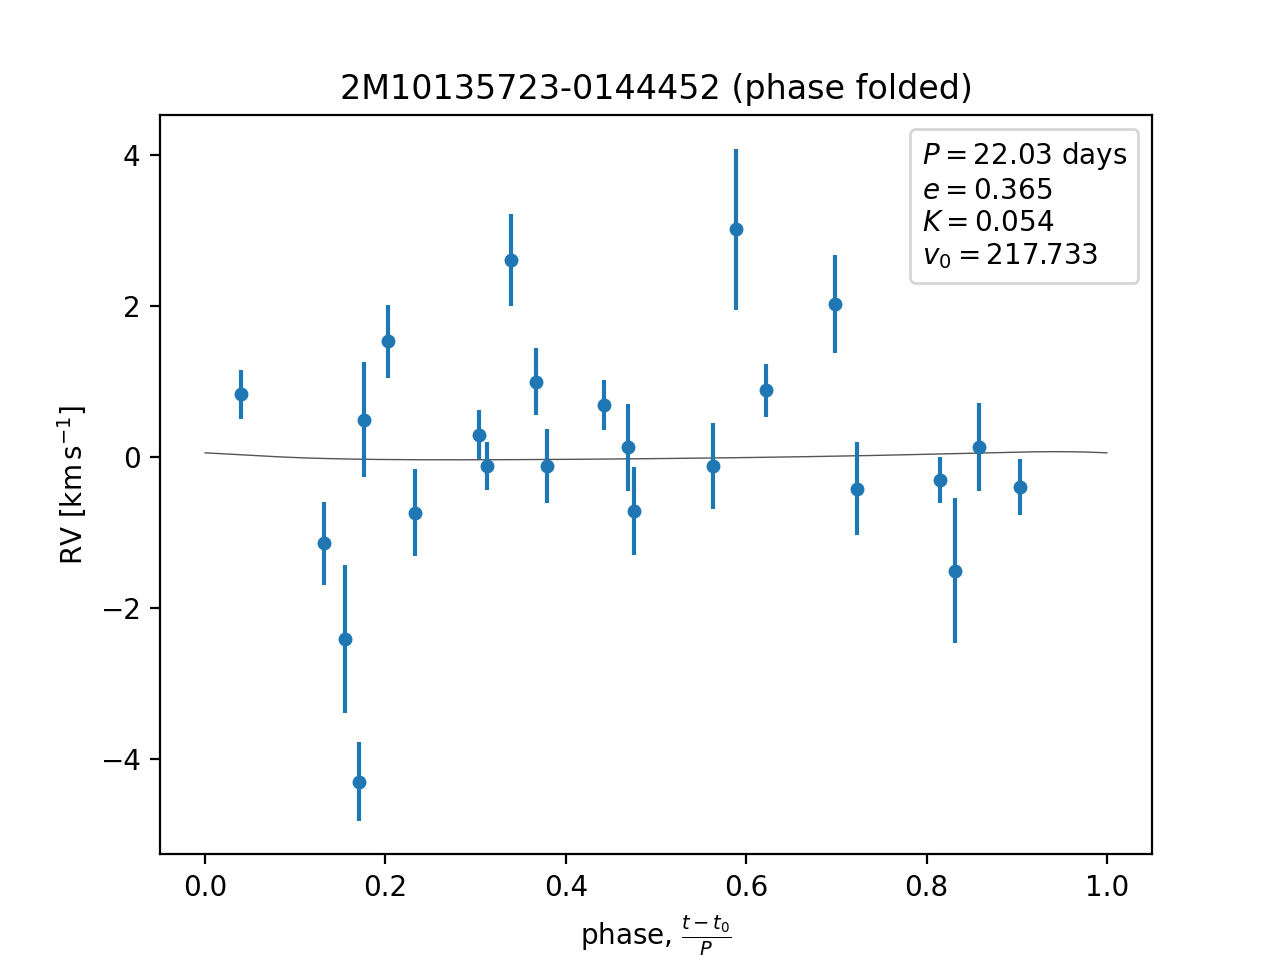 2M10135723-0144452 (phase folded)
P = 22.03 days
e = 0.365
K = 0.054
v₀ = 217.733
RV [km s⁻¹]
4
2
0
−2
−4
0.0 0.2 0.4 0.6 0.8 1.0
phase, (t − t₀)/P